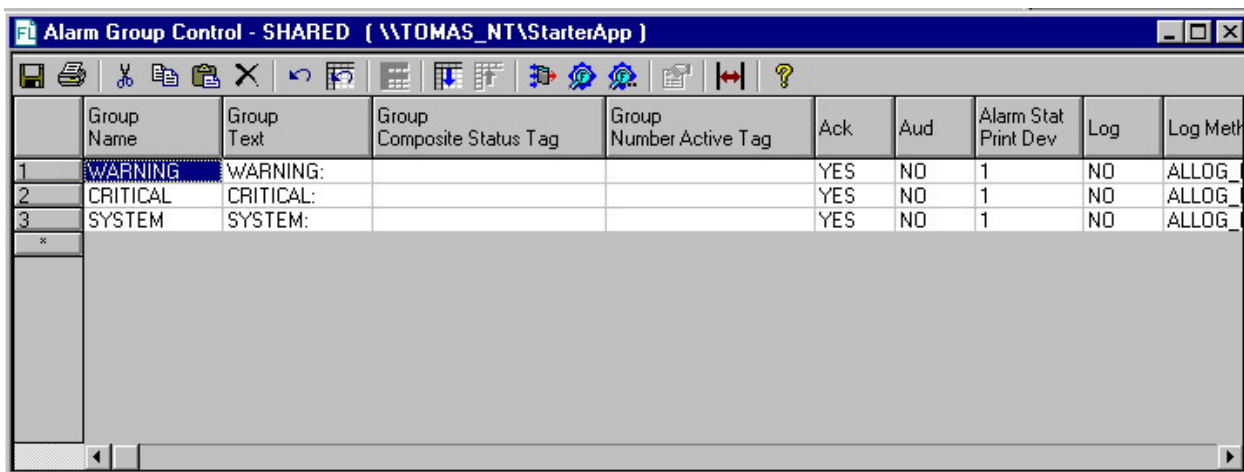 FL Alarm Group Control - SHARED ( \\TOMAS_NT\StarterApp )
Group Name Group Text Group Composite Status Tag Group Number Active Tag Ack Aud Alarm Stat Print Dev Log Log Meth
1 WARNING WARNING: YES NO 1 NO ALLOG_
2 CRITICAL CRITICAL: YES NO 1 NO ALLOG_
3 SYSTEM SYSTEM: YES NO 1 NO ALLOG_
*